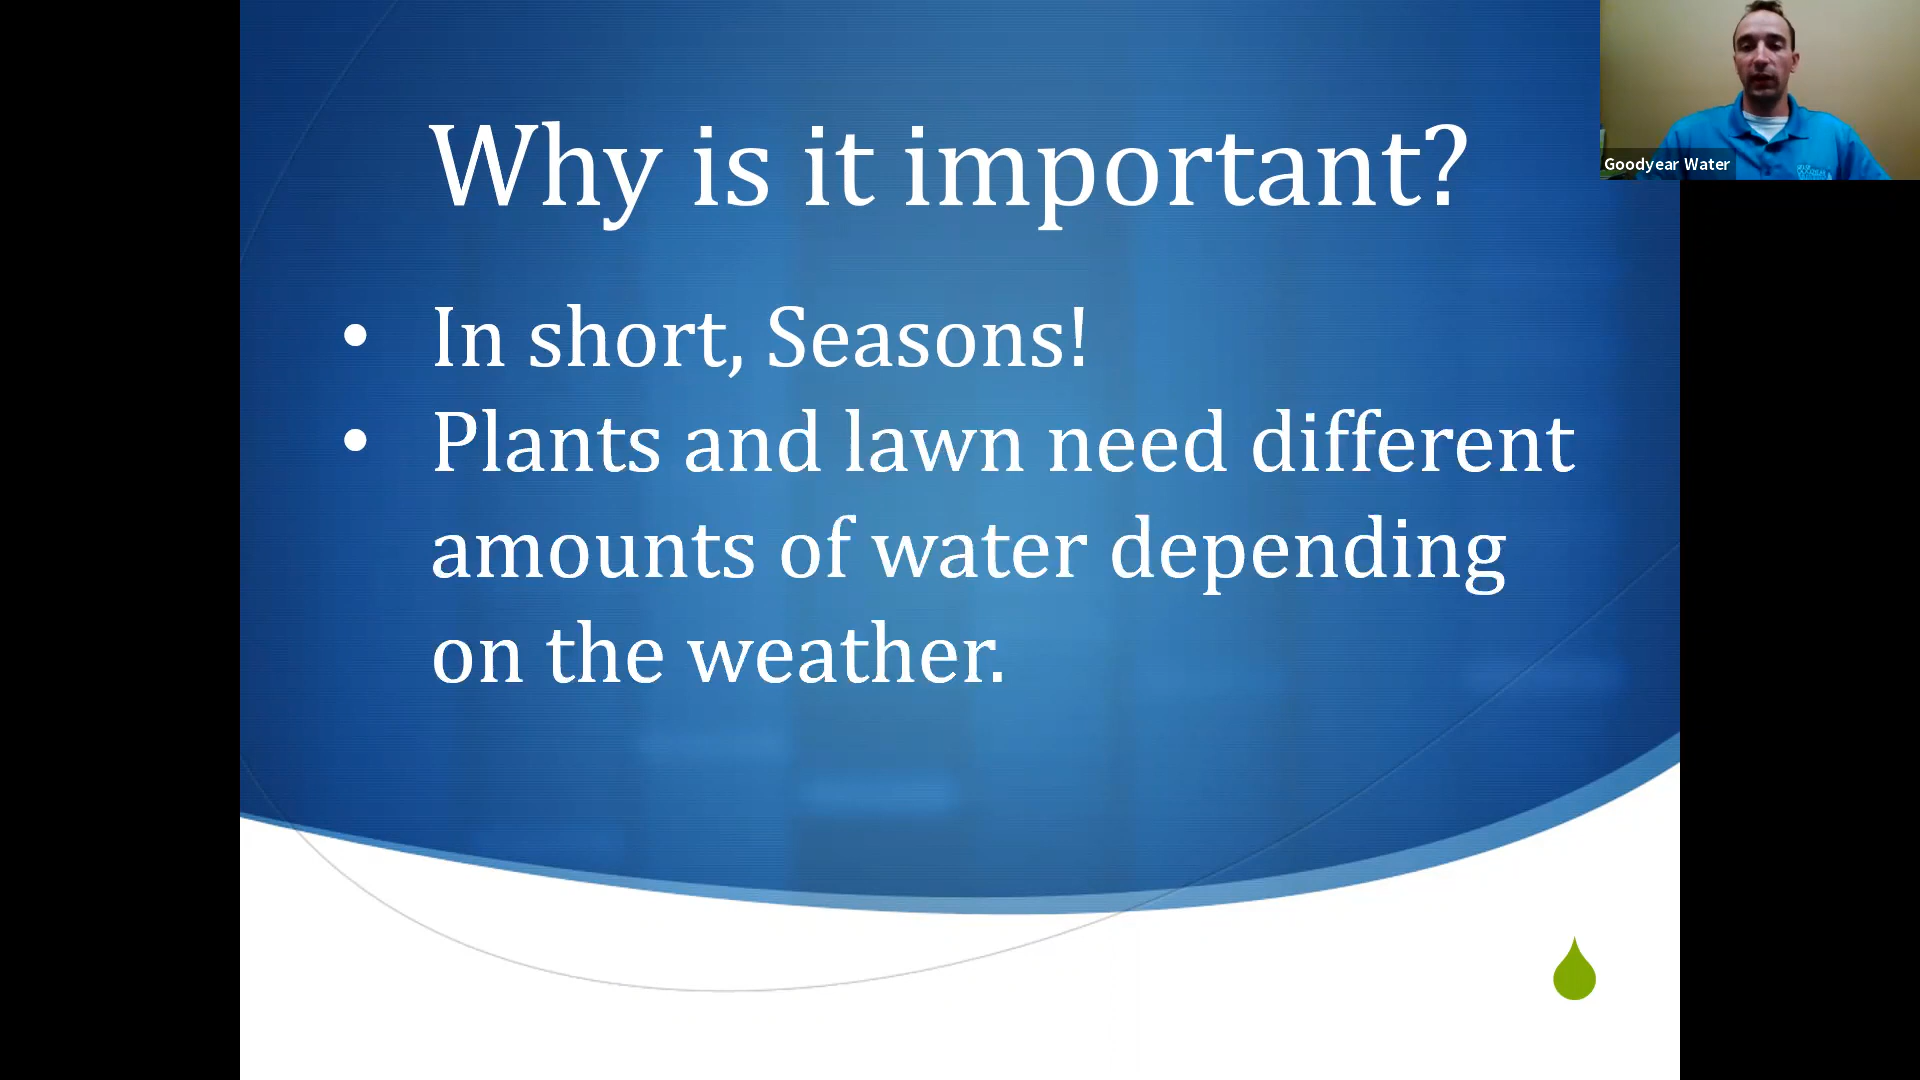 Why is it important?
• In short, Seasons!
• Plants and lawn need different
amounts of water depending
on the weather.
Goodyear Water